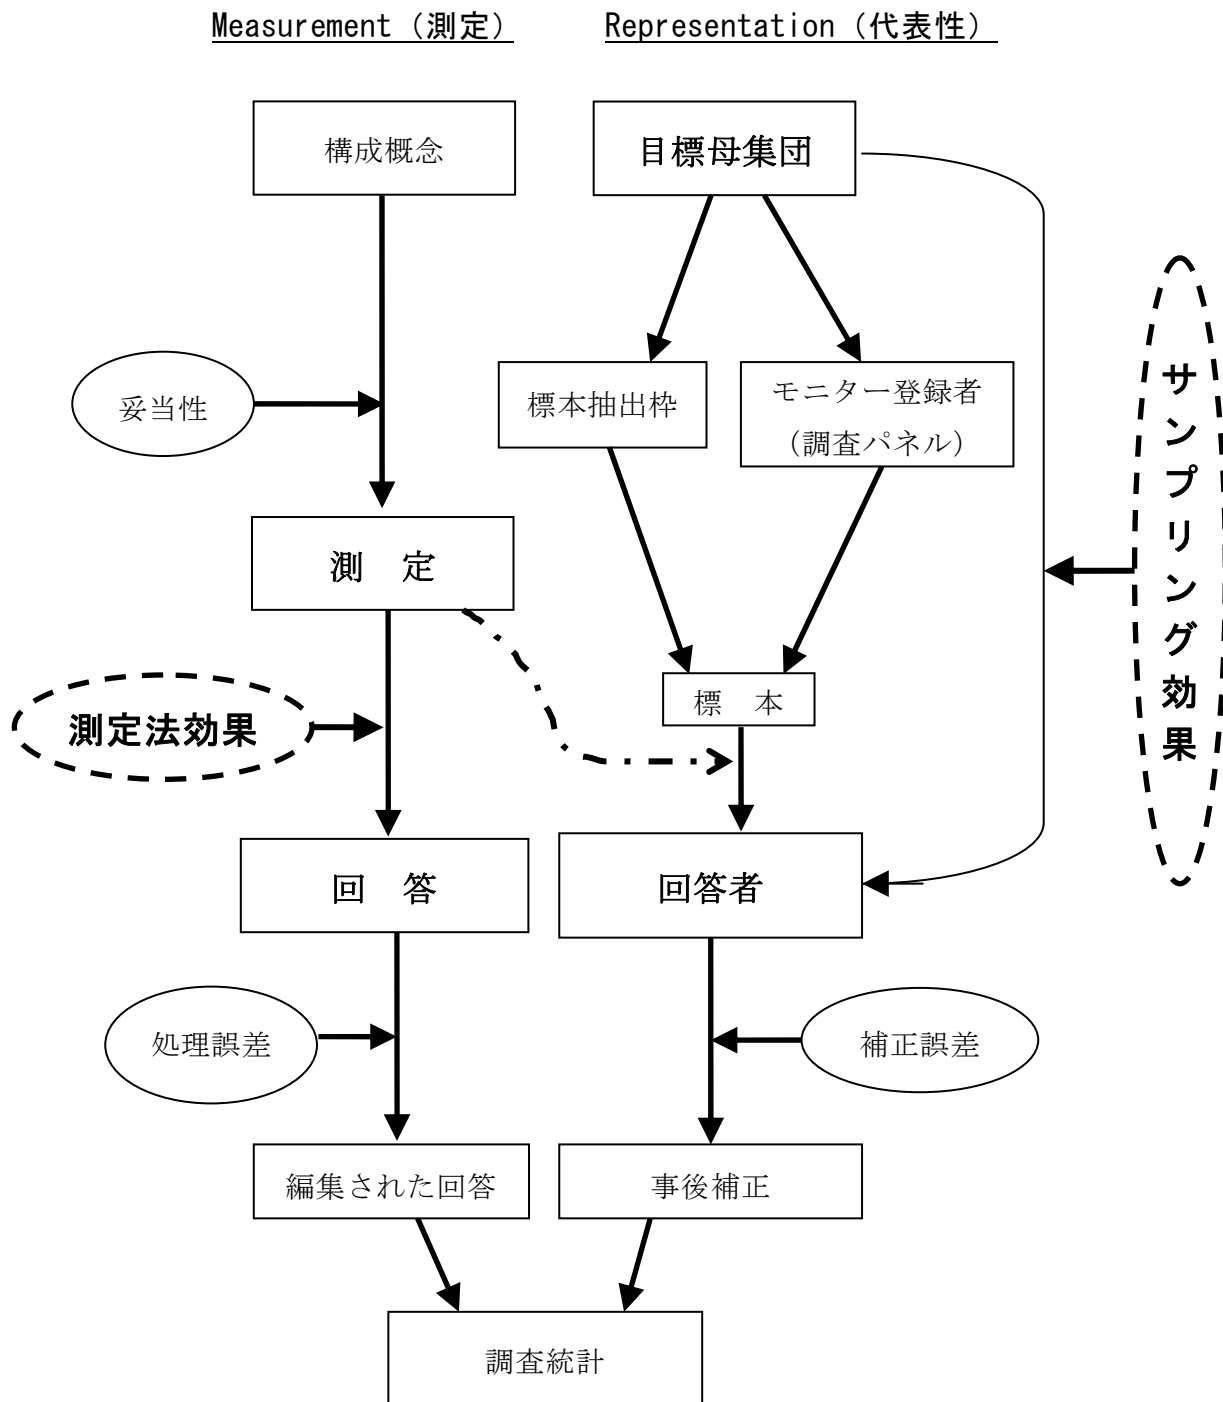 Measurement（測定）
Representation（代表性）
構成概念
目標母集団
妥当性
標本抽出枠
モニター登録者
（調査パネル）
サンプリング効果
測　定
標　本
測定法効果
回　答
回答者
処理誤差
補正誤差
編集された回答
事後補正
調査統計